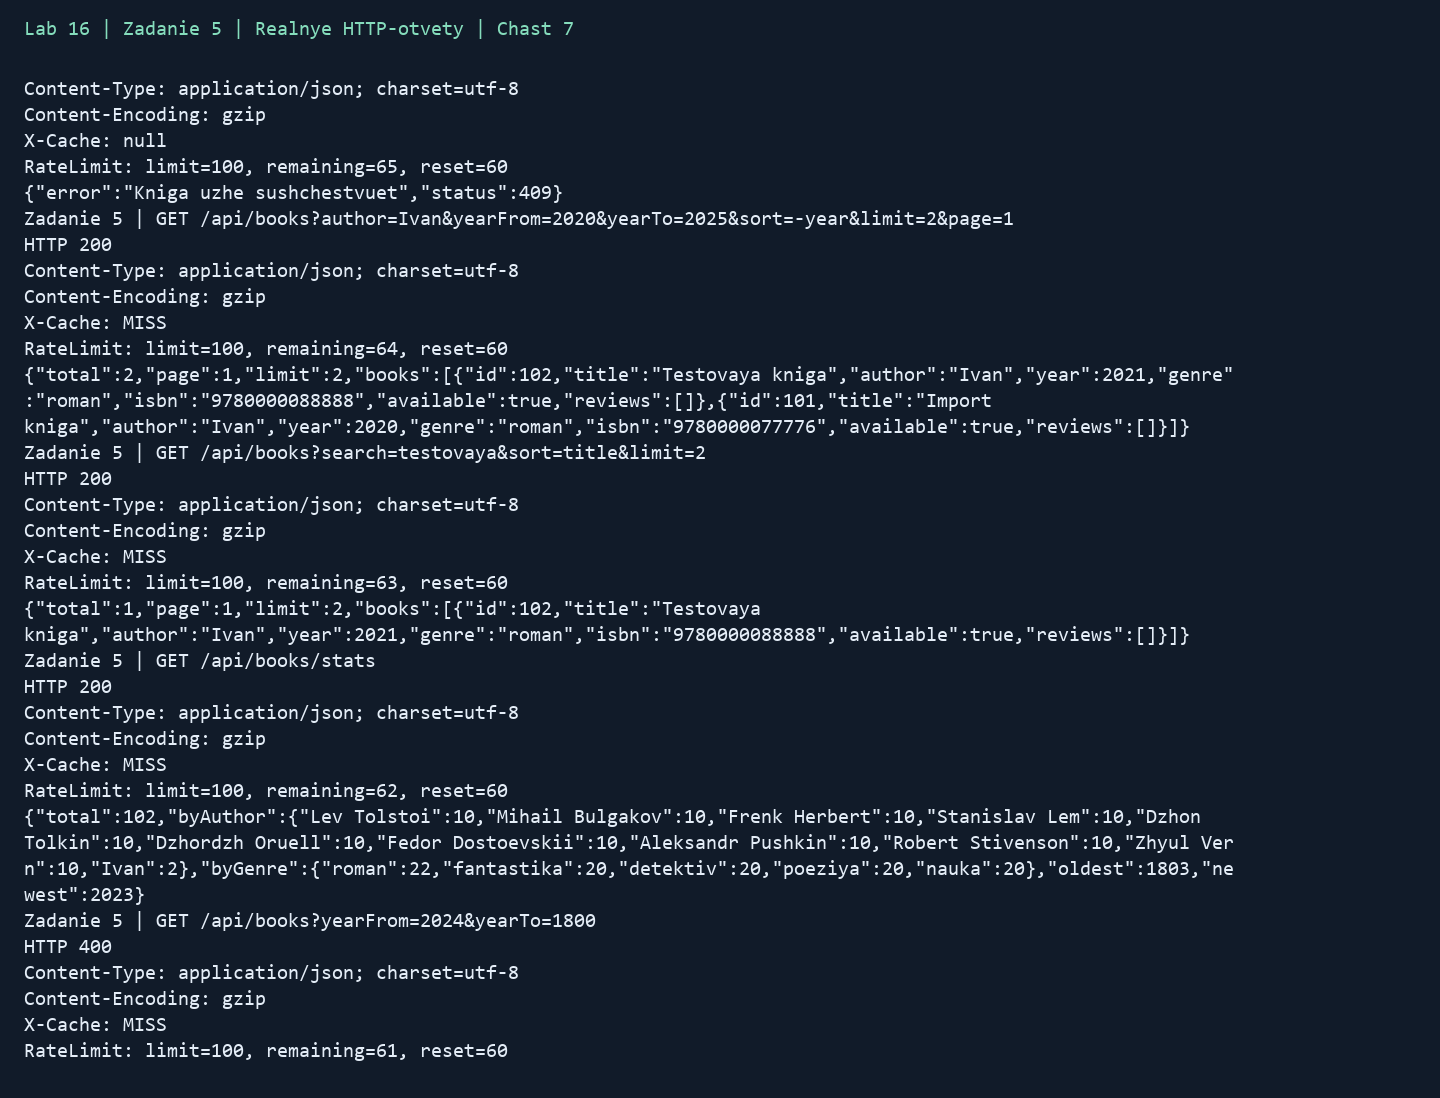 Lab 16 | Zadanie 5 | Realnye HTTP-otvety | Chast 7
Content-Type: application/json; charset=utf-8
Content-Encoding: gzip
X-Cache: null
RateLimit: limit=100, remaining=65, reset=60
{"error":"Kniga uzhe sushchestvuet","status":409}
Zadanie 5 | GET /api/books?author=Ivan&yearFrom=2020&yearTo=2025&sort=-year&limit=2&page=1
HTTP 200
Content-Type: application/json; charset=utf-8
Content-Encoding: gzip
X-Cache: MISS
RateLimit: limit=100, remaining=64, reset=60
{"total":2,"page":1,"limit":2,"books":[{"id":102,"title":"Testovaya kniga","author":"Ivan","year":2021,"genre"
:"roman","isbn":"9780000088888","available":true,"reviews":[]},{"id":101,"title":"Import
kniga","author":"Ivan","year":2020,"genre":"roman","isbn":"9780000077776","available":true,"reviews":[]}]}
Zadanie 5 | GET /api/books?search=testovaya&sort=title&limit=2
HTTP 200
Content-Type: application/json; charset=utf-8
Content-Encoding: gzip
X-Cache: MISS
RateLimit: limit=100, remaining=63, reset=60
{"total":1,"page":1,"limit":2,"books":[{"id":102,"title":"Testovaya
kniga","author":"Ivan","year":2021,"genre":"roman","isbn":"9780000088888","available":true,"reviews":[]}]}
Zadanie 5 | GET /api/books/stats
HTTP 200
Content-Type: application/json; charset=utf-8
Content-Encoding: gzip
X-Cache: MISS
RateLimit: limit=100, remaining=62, reset=60
{"total":102,"byAuthor":{"Lev Tolstoi":10,"Mihail Bulgakov":10,"Frenk Herbert":10,"Stanislav Lem":10,"Dzhon
Tolkin":10,"Dzhordzh Oruell":10,"Fedor Dostoevskii":10,"Aleksandr Pushkin":10,"Robert Stivenson":10,"Zhyul Ver
n":10,"Ivan":2},"byGenre":{"roman":22,"fantastika":20,"detektiv":20,"poeziya":20,"nauka":20},"oldest":1803,"ne
west":2023}
Zadanie 5 | GET /api/books?yearFrom=2024&yearTo=1800
HTTP 400
Content-Type: application/json; charset=utf-8
Content-Encoding: gzip
X-Cache: MISS
RateLimit: limit=100, remaining=61, reset=60